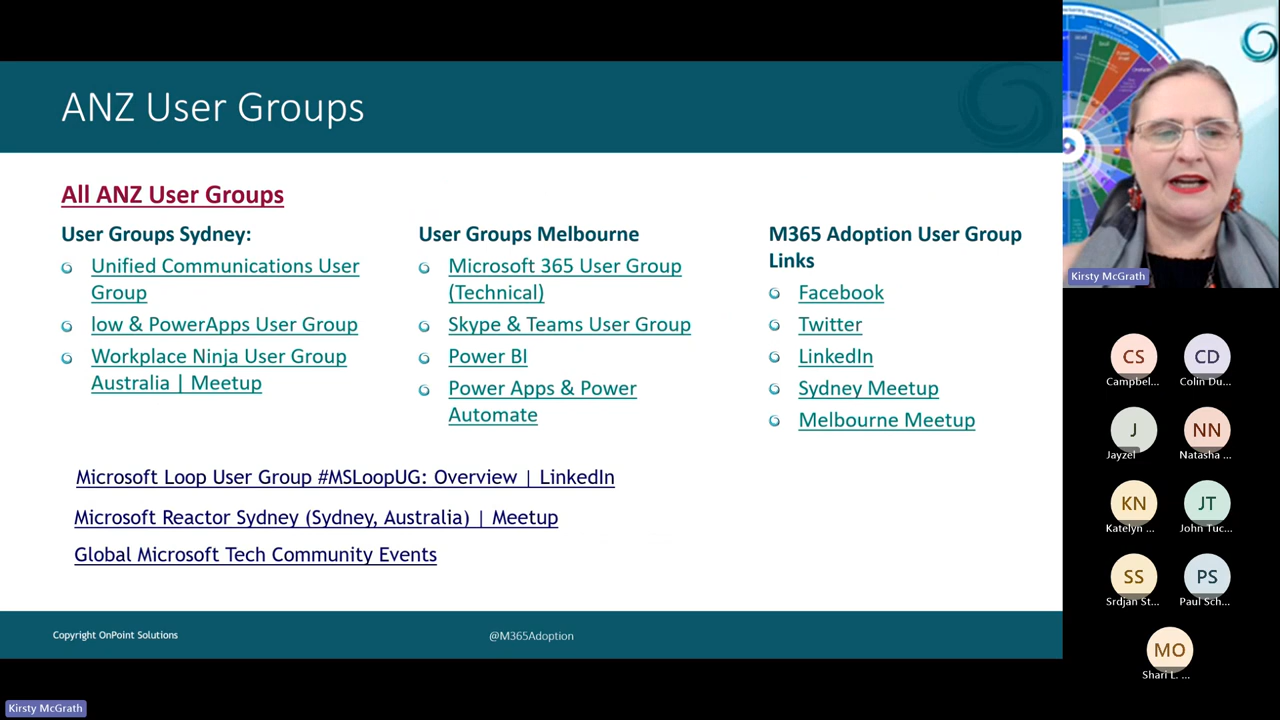 ANZ User Groups
All ANZ User Groups
User Groups Sydney:
Unified Communications User
Group
low & PowerApps User Group
Workplace Ninja User Group
Australia | Meetup
User Groups Melbourne
Microsoft 365 User Group
(Technical)
Skype & Teams User Group
Power BI
Power Apps & Power
Automate
M365 Adoption User Group
Links
Facebook
Twitter
LinkedIn
Sydney Meetup
Melbourne Meetup
Microsoft Loop User Group #MSLoopUG: Overview | LinkedIn
Microsoft Reactor Sydney (Sydney, Australia) | Meetup
Global Microsoft Tech Community Events
Copyright OnPoint Solutions
@M365Adoption
Kirsty McGrath
Kirsty McGrath
CS
CD
Campbel...
Colin Du...
J
NN
Jayzel
Natasha ...
KN
JT
Katelyn ...
John Tuc...
SS
PS
Srdjan St...
Paul Sch...
MO
Shari L. ...